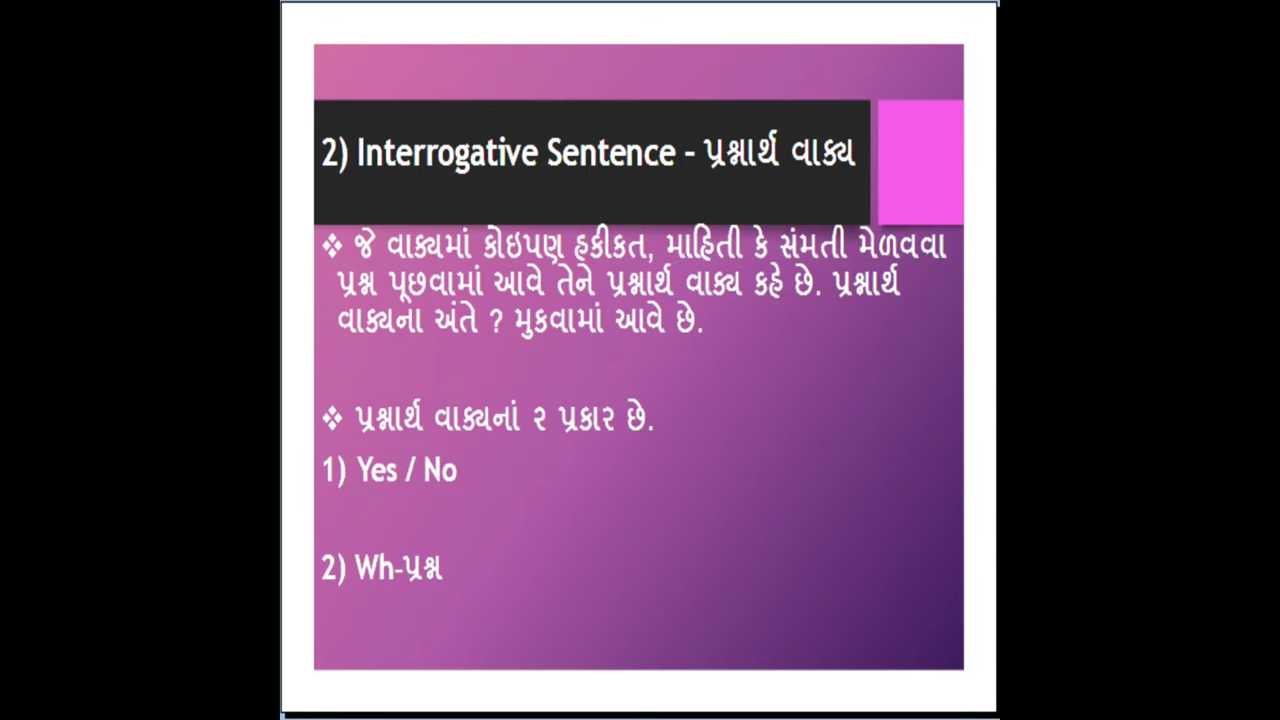 2) Interrogative Sentence – પ્રશ્નાર્થ વાક્ય
❖ જે વાક્યમાં કોઇપણ હકીકત, માહિતી કે સંમતી મેળવવા
પ્રશ્ન પૂછવામાં આવે તેને પ્રશ્નાર્થ વાક્ય કહે છે. પ્રશ્નાર્થ
વાક્યના અંતે ? મુકવામાં આવે છે.
❖ પ્રશ્નાર્થ વાક્યનાં ૨ પ્રકાર છે.
1) Yes / No
2) Wh-પ્રશ્ન